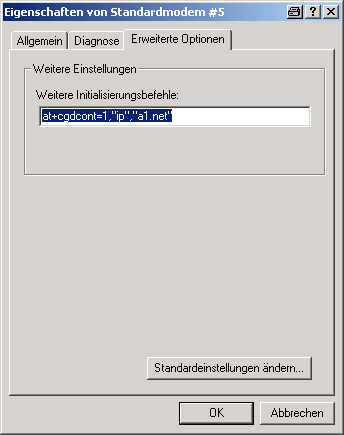 Eigenschaften von Standardmodem #5
Allgemein Diagnose Erweiterte Optionen
Weitere Einstellungen
Weitere Initialisierungsbefehle:
at+cgdcont=1,"ip","a1.net"
Standardeinstellungen ändern...
OK Abbrechen